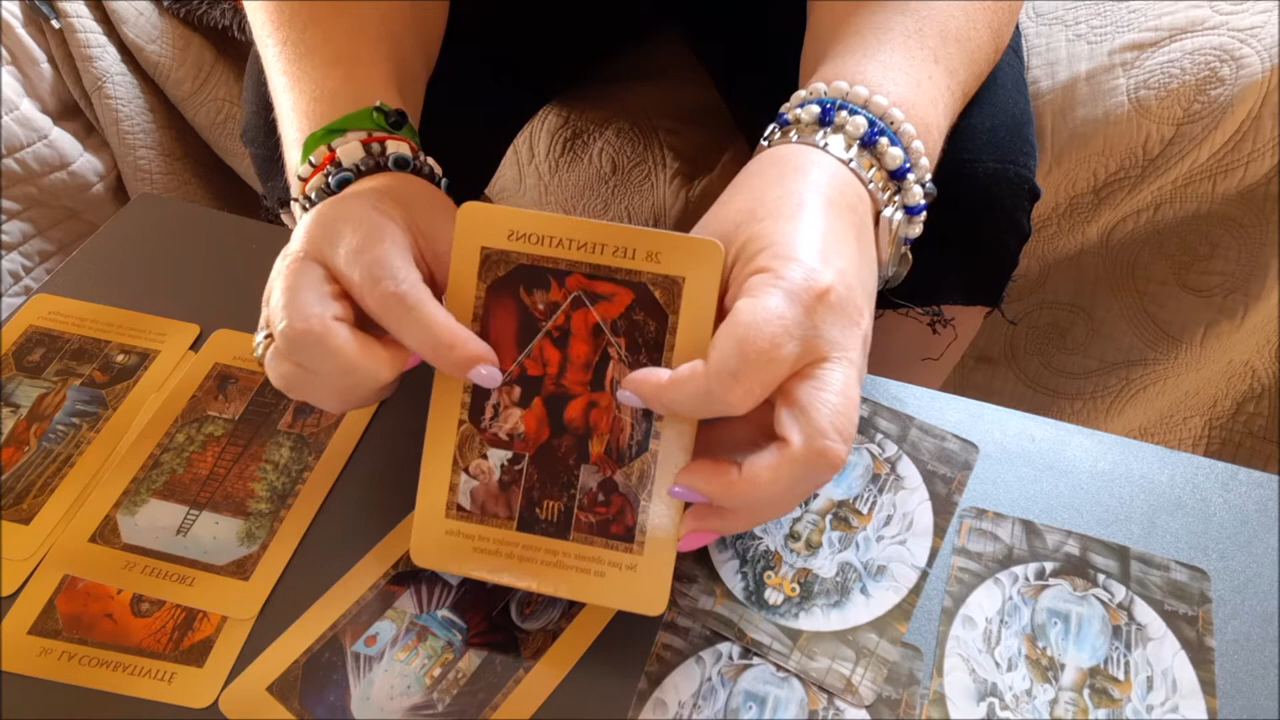 28. LES TENTATIONS
Ne pas obtenir ce que vous voulez est parfois
un merveilleux coup de chance.
35. L'EFFORT
36. LA COMBATIVITÉ